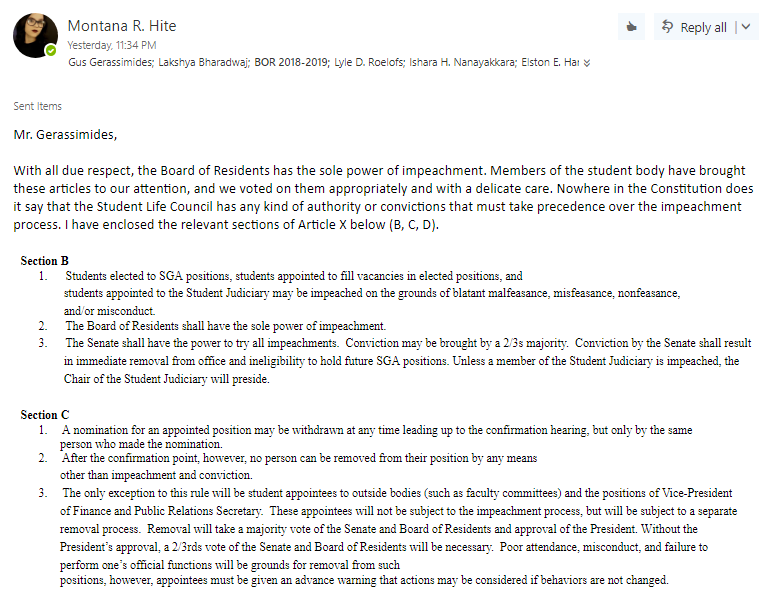 Montana R. Hite
Yesterday, 11:34 PM
Reply all
Gus Gerassimides; Lakshya Bharadwaj; BOR 2018-2019; Lyle D. Roelofs; Ishara H. Nanayakkara; Elston E. Har
Sent Items
Mr. Gerassimides,
With all due respect, the Board of Residents has the sole power of impeachment. Members of the student body have brought
these articles to our attention, and we voted on them appropriately and with a delicate care. Nowhere in the Constitution does
it say that the Student Life Council has any kind of authority or convictions that must take precedence over the impeachment
process. I have enclosed the relevant sections of Article X below (B, C, D).
Section B
1. Students elected to SGA positions, students appointed to fill vacancies in elected positions, and
students appointed to the Student Judiciary may be impeached on the grounds of blatant malfeasance, misfeasance, nonfeasance,
and/or misconduct.
2. The Board of Residents shall have the sole power of impeachment.
3. The Senate shall have the power to try all impeachments. Conviction may be brought by a 2/3s majority. Conviction by the Senate shall result
in immediate removal from office and ineligibility to hold future SGA positions. Unless a member of the Student Judiciary is impeached, the
Chair of the Student Judiciary will preside.
Section C
1. A nomination for an appointed position may be withdrawn at any time leading up to the confirmation hearing, but only by the same
person who made the nomination.
2. After the confirmation point, however, no person can be removed from their position by any means
other than impeachment and conviction.
3. The only exception to this rule will be student appointees to outside bodies (such as faculty committees) and the positions of Vice-President
of Finance and Public Relations Secretary. These appointees will not be subject to the impeachment process, but will be subject to a separate
removal process. Removal will take a majority vote of the Senate and Board of Residents and approval of the President. Without the
President's approval, a 2/3rds vote of the Senate and Board of Residents will be necessary. Poor attendance, misconduct, and failure to
perform one's official functions will be grounds for removal from such
positions, however, appointees must be given an advance warning that actions may be considered if behaviors are not changed.